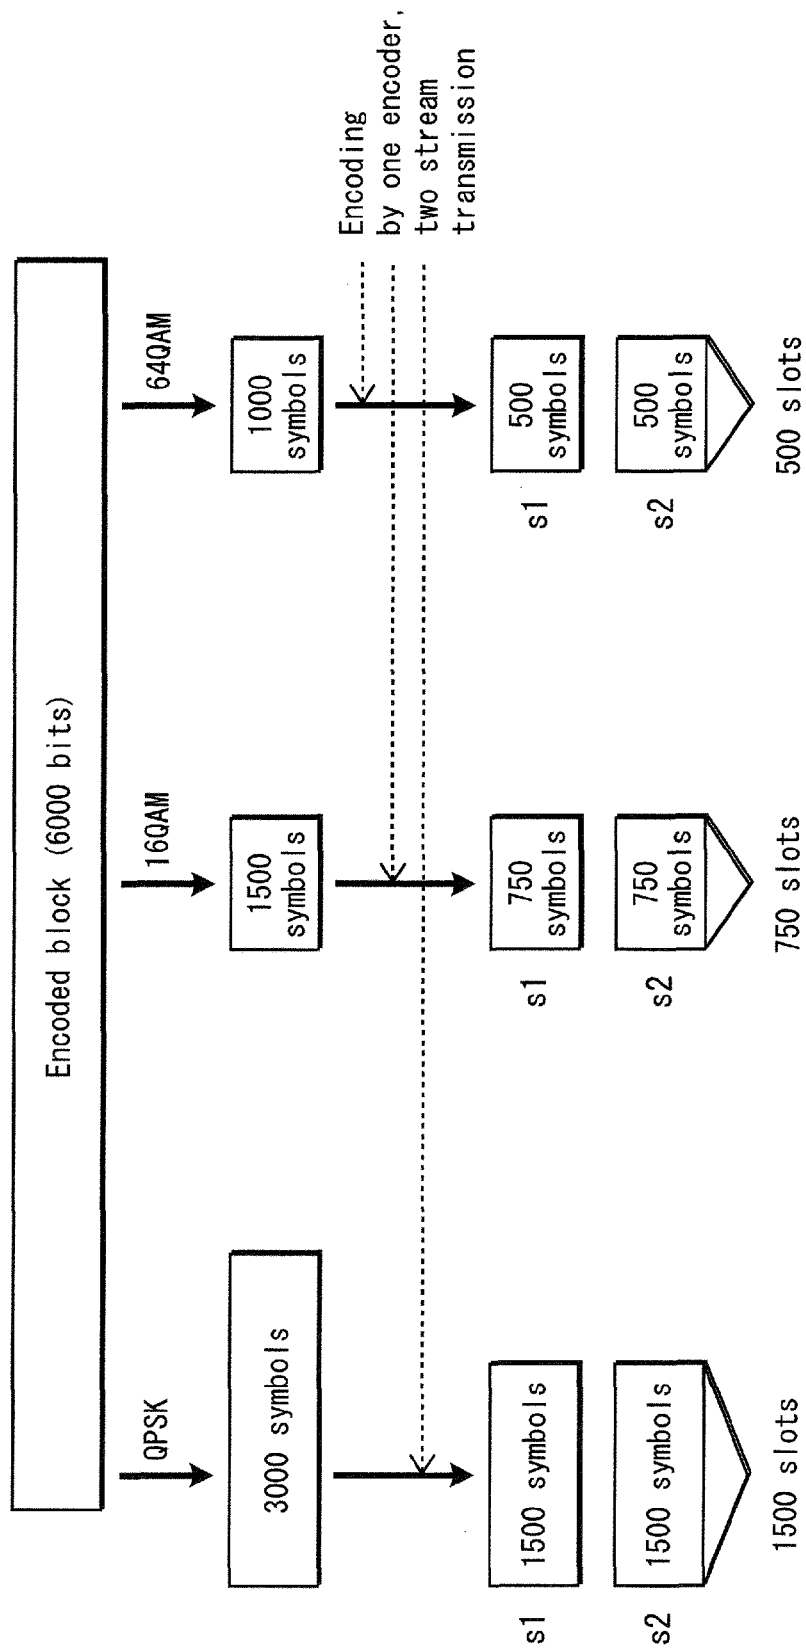 Encoded block (6000 bits)
QPSK
16QAM
64QAM
3000 symbols
1500
symbols
1000
symbols
Encoding
by one encoder,
two stream
transmission
s1
1500 symbols
s1
750
symbols
s1
500
symbols
s2
1500 symbols
s2
750
symbols
s2
500
symbols
1500 slots
750 slots
500 slots